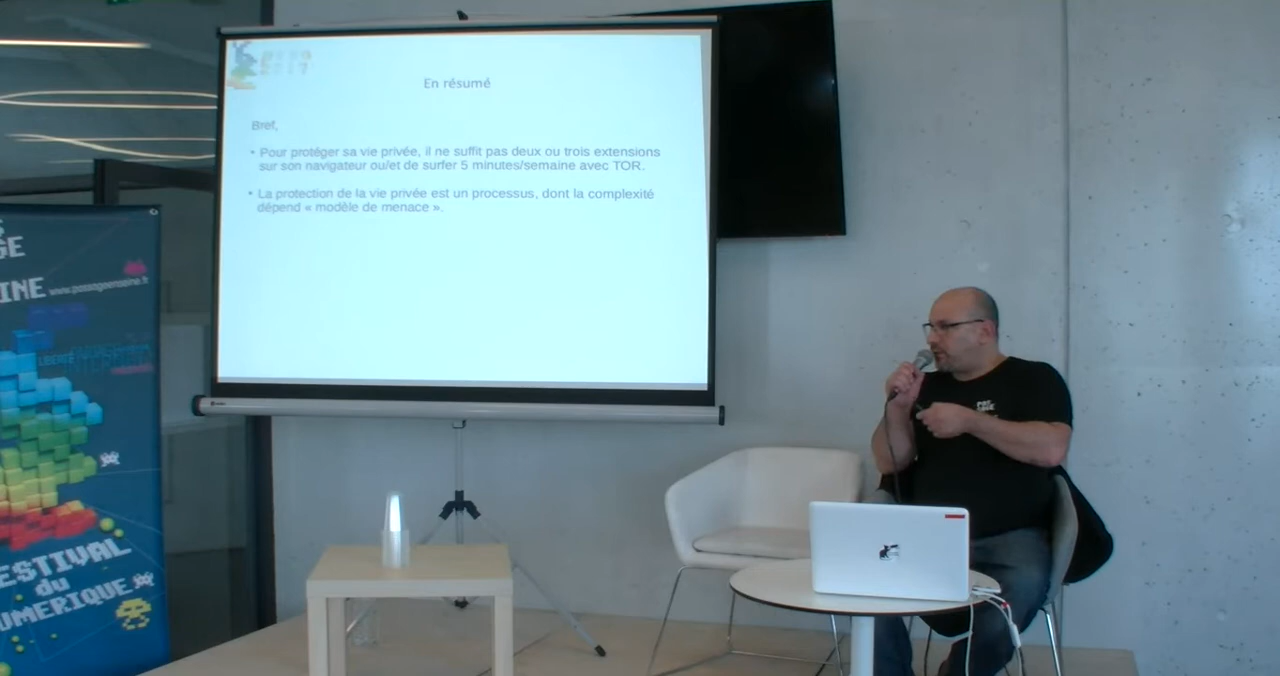 En résumé
Bref,
• Pour protéger sa vie privée, il ne suffit pas deux ou trois extensions
sur son navigateur ou/et de surfer 5 minutes/semaine avec TOR.
• La protection de la vie privée est un processus, dont la complexité
dépend « modèle de menace ».
www.passageenseine.fr
ESTIVAL
du
UMERIQUE